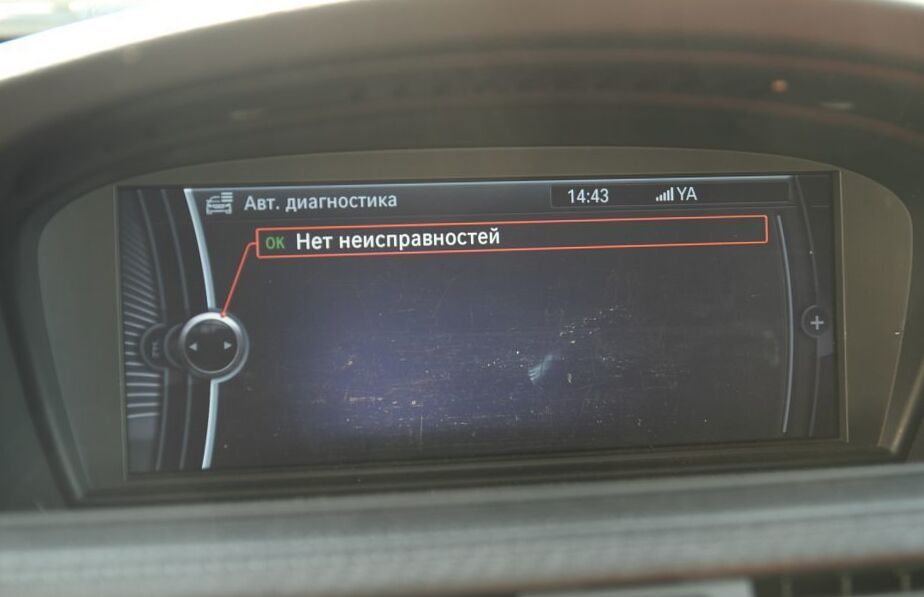 Авт. диагностика
14:43
YA
OK Нет неисправностей